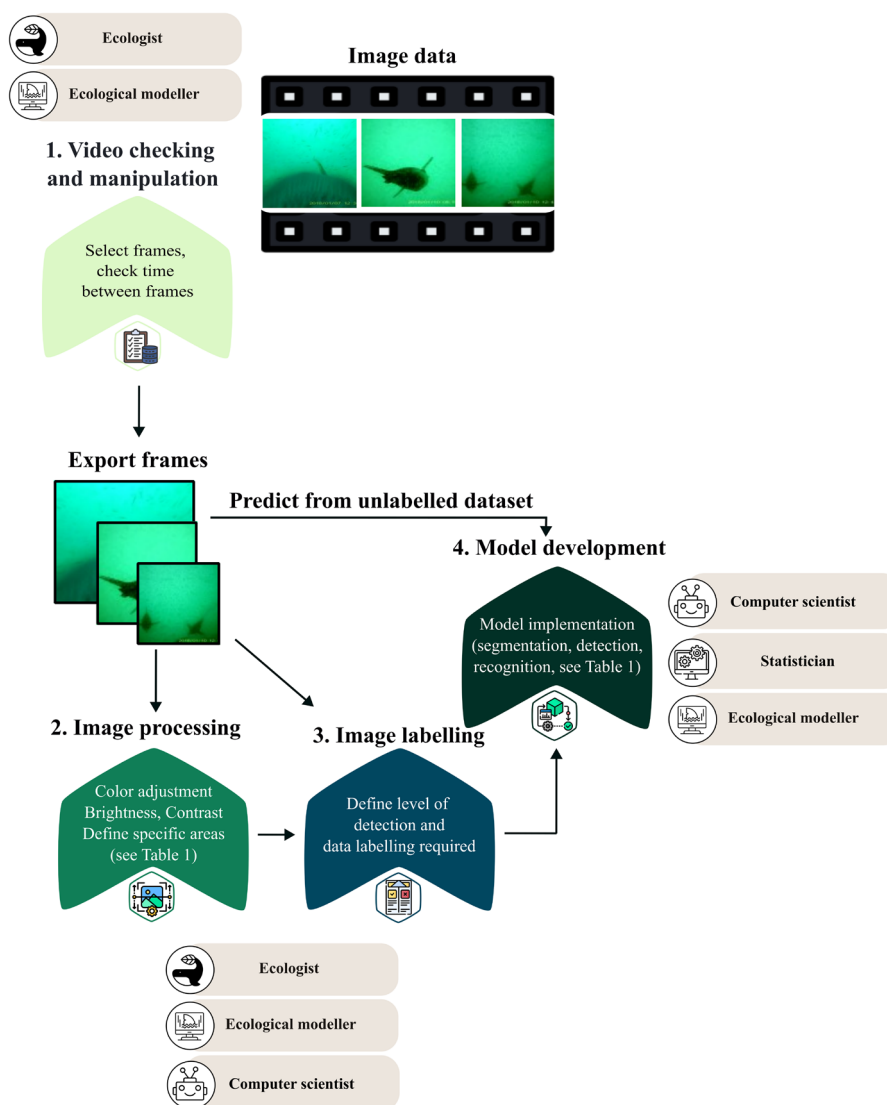 Ecologist
Ecological modeller
Image data
1. Video checking
and manipulation
Select frames,
check time
between frames
Export frames
Predict from unlabelled dataset
4. Model development
Model implementation
(segmentation, detection,
recognition, see Table 1)
Computer scientist
Statistician
Ecological modeller
2. Image processing
3. Image labelling
Color adjustment
Brightness, Contrast
Define specific areas
(see Table 1)
Define level of
detection and
data labelling required
Ecologist
Ecological modeller
Computer scientist